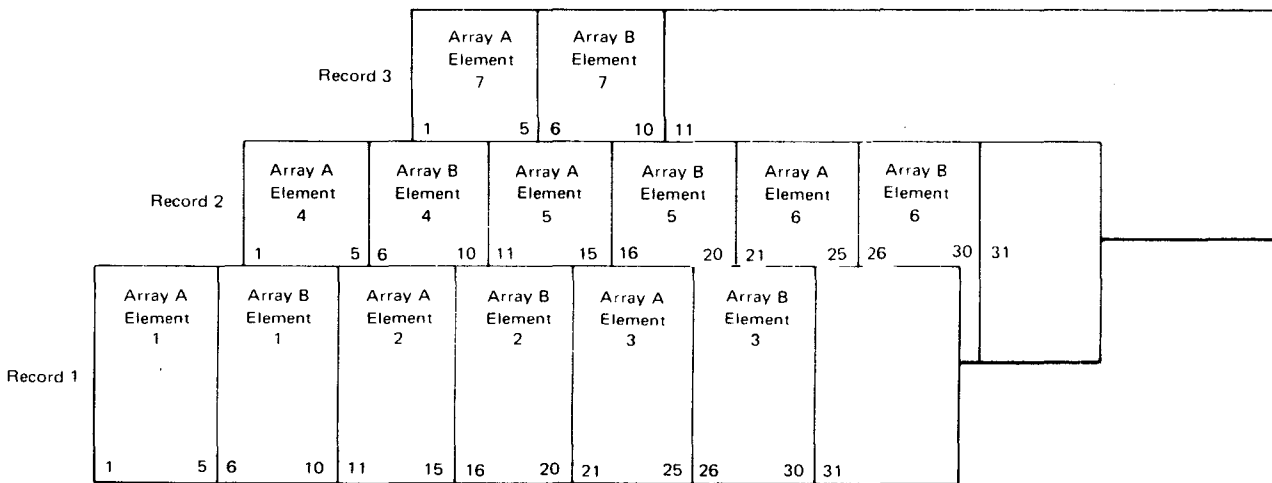 Array A Array B
Element Element
7 7
Record 3
1 5 6 10 11
Array A Array B Array A Array B Array A Array B
Element Element Element Element Element Element
4 4 5 5 6 6
Record 2
1 5 6 10 11 15 16 20 21 25 26 30 31
Array A Array B Array A Array B Array A Array B
Element Element Element Element Element Element
1 1 2 2 3 3
Record 1
1 5 6 10 11 15 16 20 21 25 26 30 31